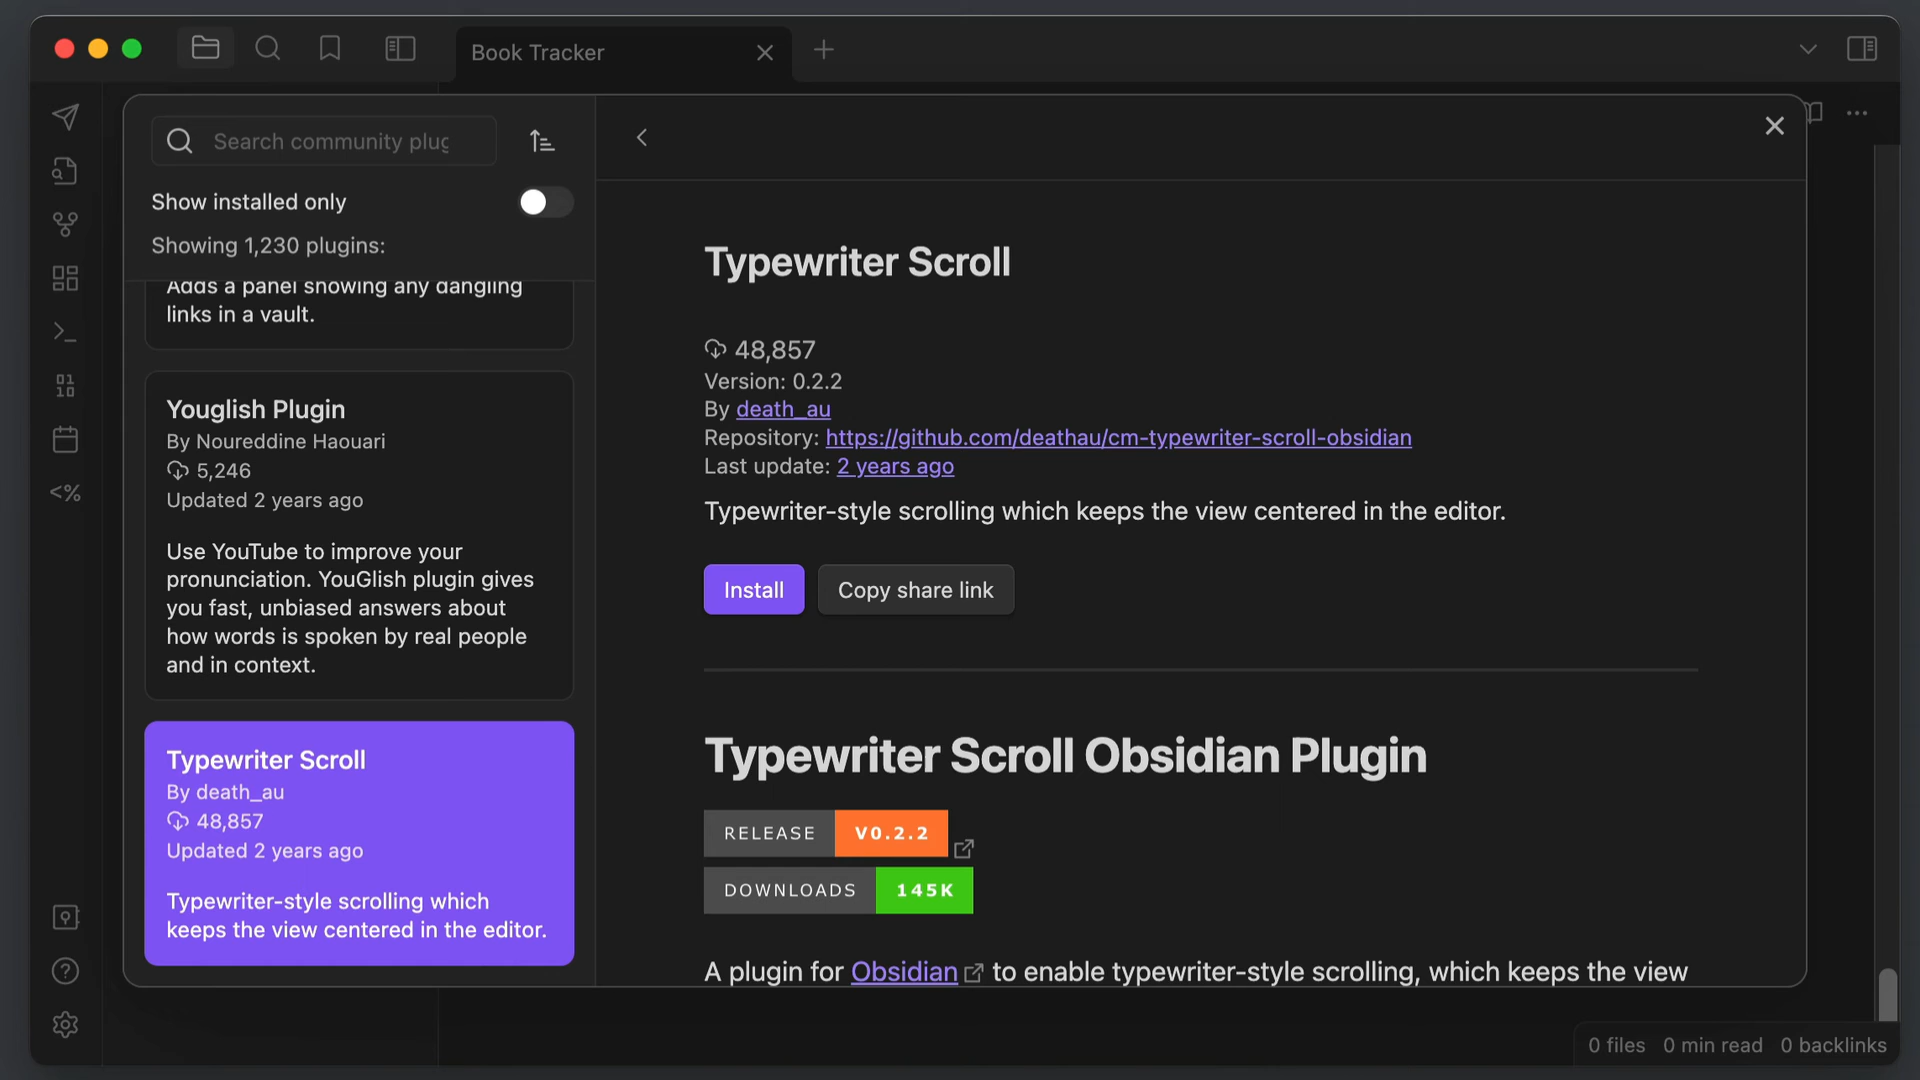 Book Tracker
Search community plug
Show installed only
Showing 1,230 plugins:
Adds a panel showing any dangling
links in a vault.
Youglish Plugin
By Noureddine Haouari
5,246
Updated 2 years ago
Use YouTube to improve your
pronunciation. YouGlish plugin gives
you fast, unbiased answers about
how words is spoken by real people
and in context.
Typewriter Scroll
By death_au
48,857
Updated 2 years ago
Typewriter-style scrolling which
keeps the view centered in the editor.
Typewriter Scroll
48,857
Version: 0.2.2
By death_au
Repository: https://github.com/deathau/cm-typewriter-scroll-obsidian
Last update: 2 years ago
Typewriter-style scrolling which keeps the view centered in the editor.
Install Copy share link
Typewriter Scroll Obsidian Plugin
RELEASE V0.2.2
DOWNLOADS 145K
A plugin for Obsidian to enable typewriter-style scrolling, which keeps the view
0 files 0 min read 0 backlinks